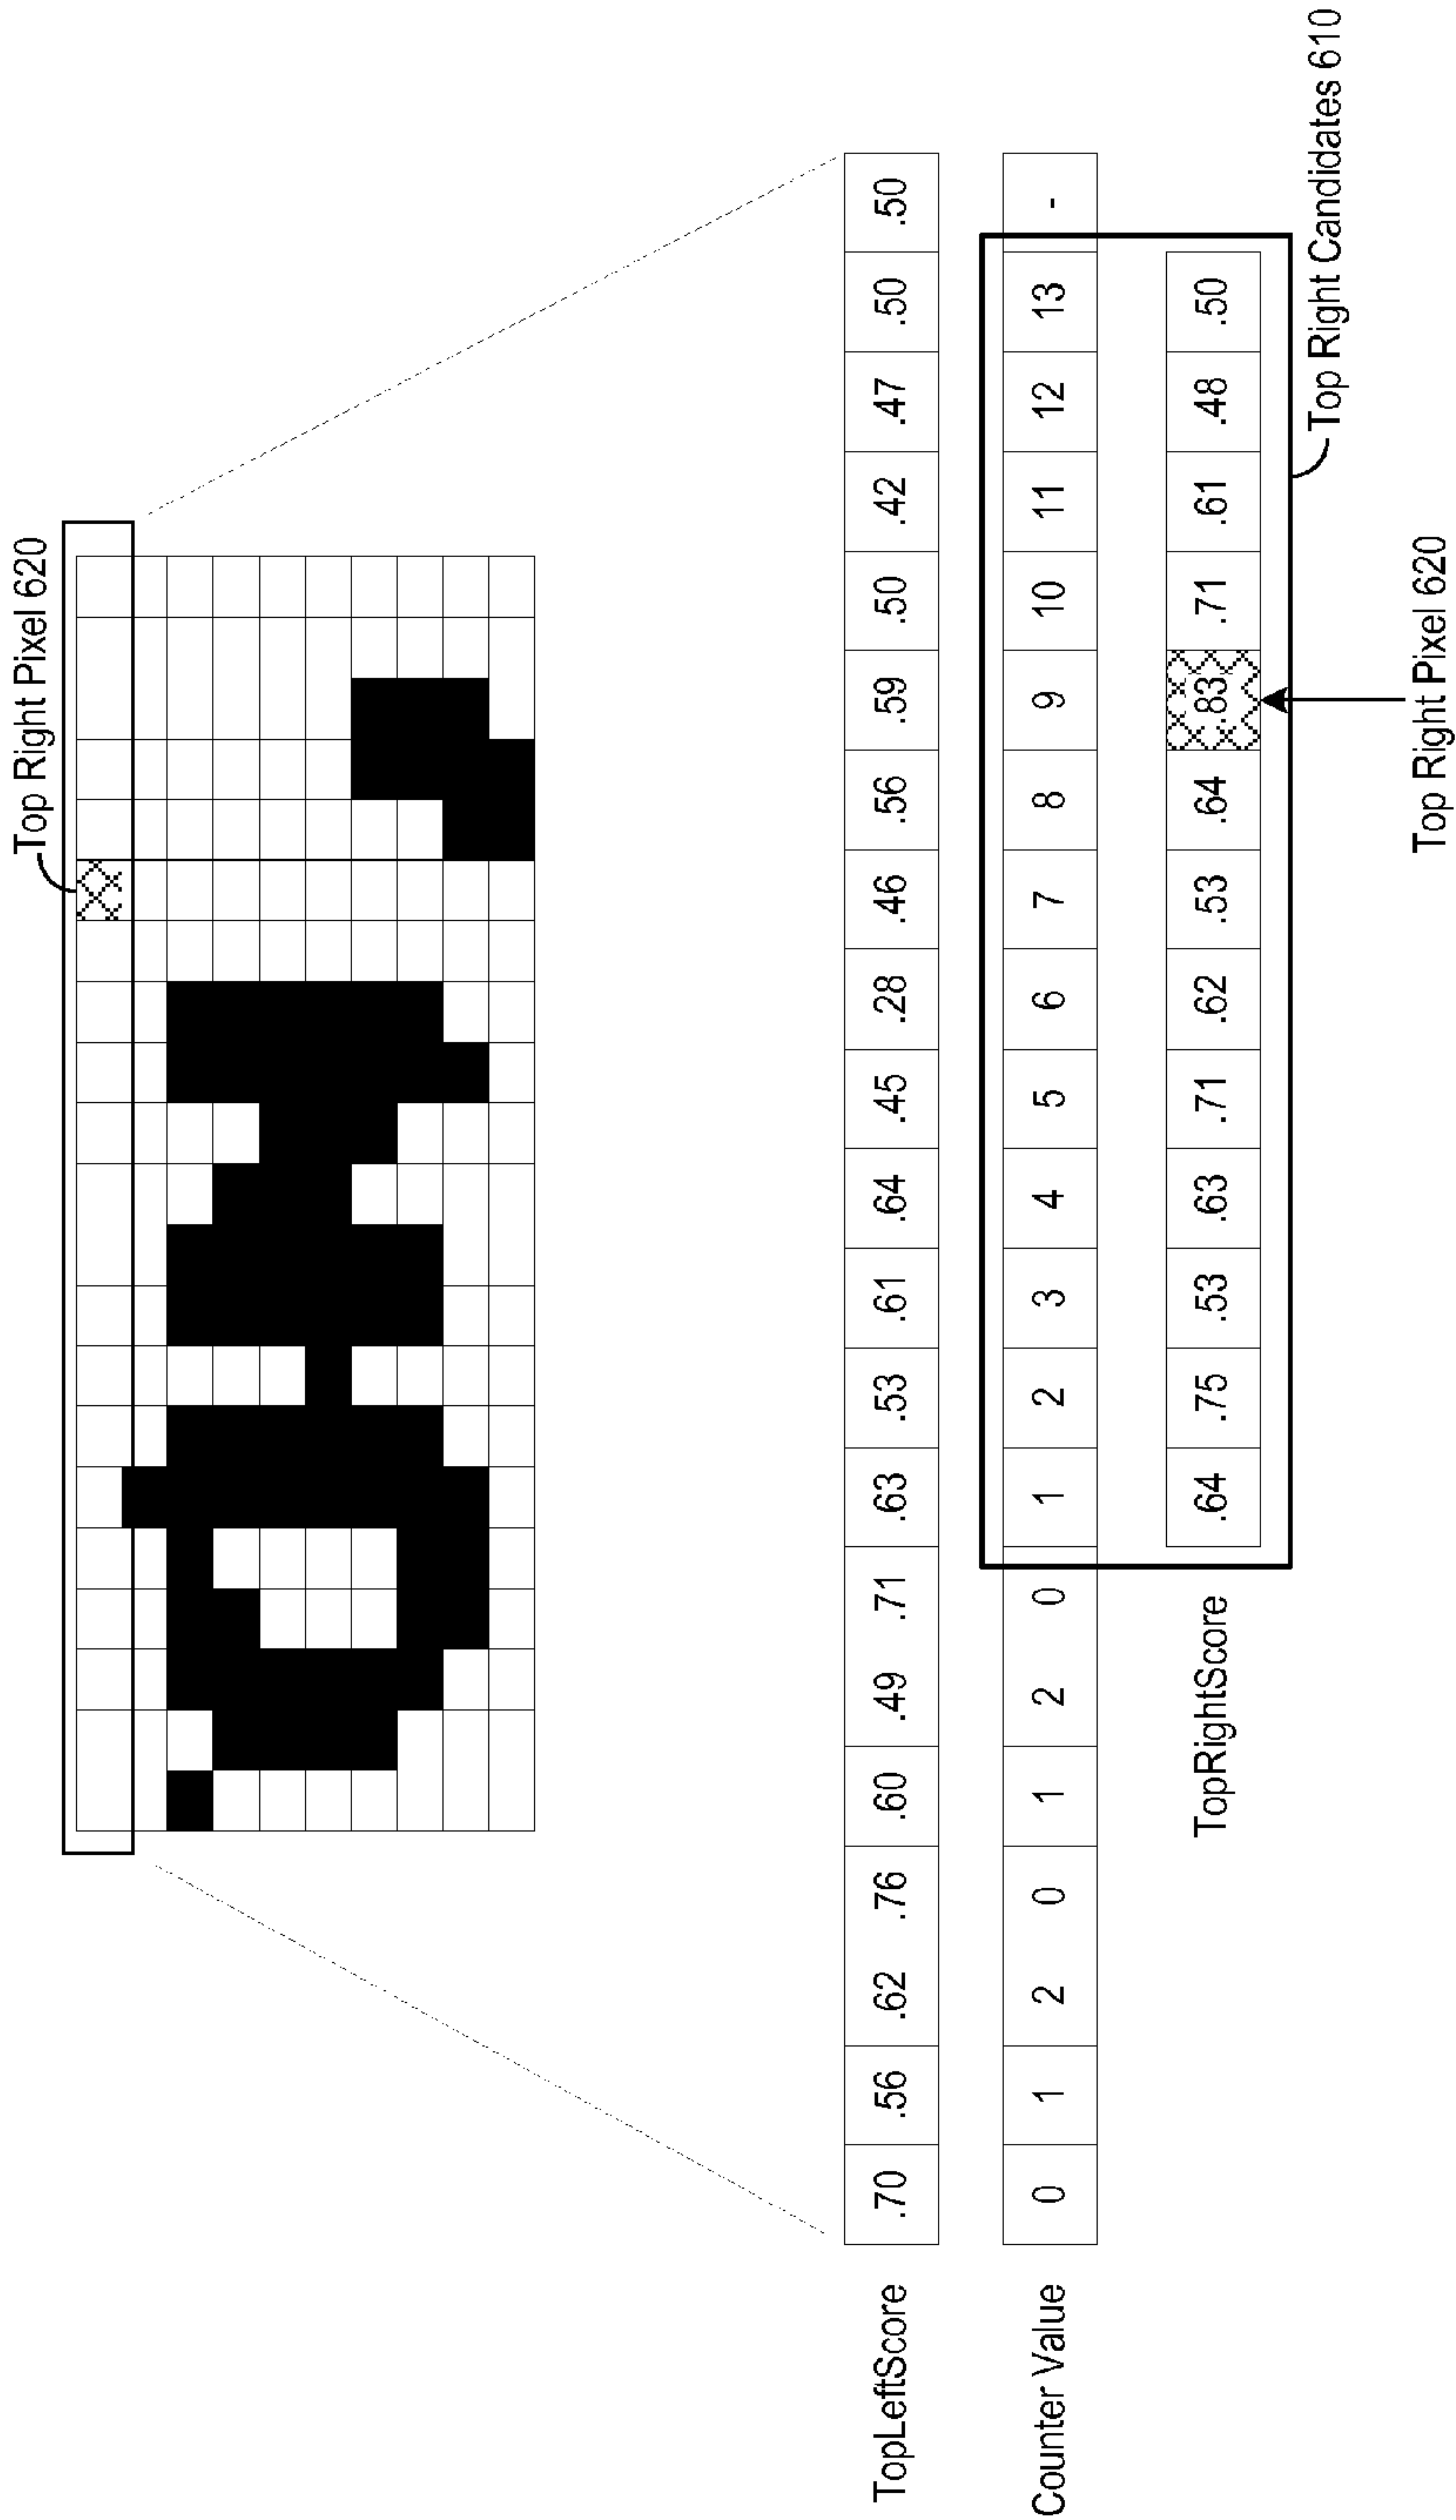 Top Right Pixel 620
TopLeftScore .70 .56 .62 .76 .60 .49 .71 .63 .53 .61 .64 .45 .28 .46 .56 .59 .50 .42 .47 .50 .50
Counter Value 0 1 2 0 1 2 0 1 2 3 4 5 6 7 8 9 10 11 12 13 -
TopRightScore .64 .75 .53 .63 .71 .62 .53 .64 .83 .71 .61 .48 .50
Top Right Candidates 610
Top Right Pixel 620